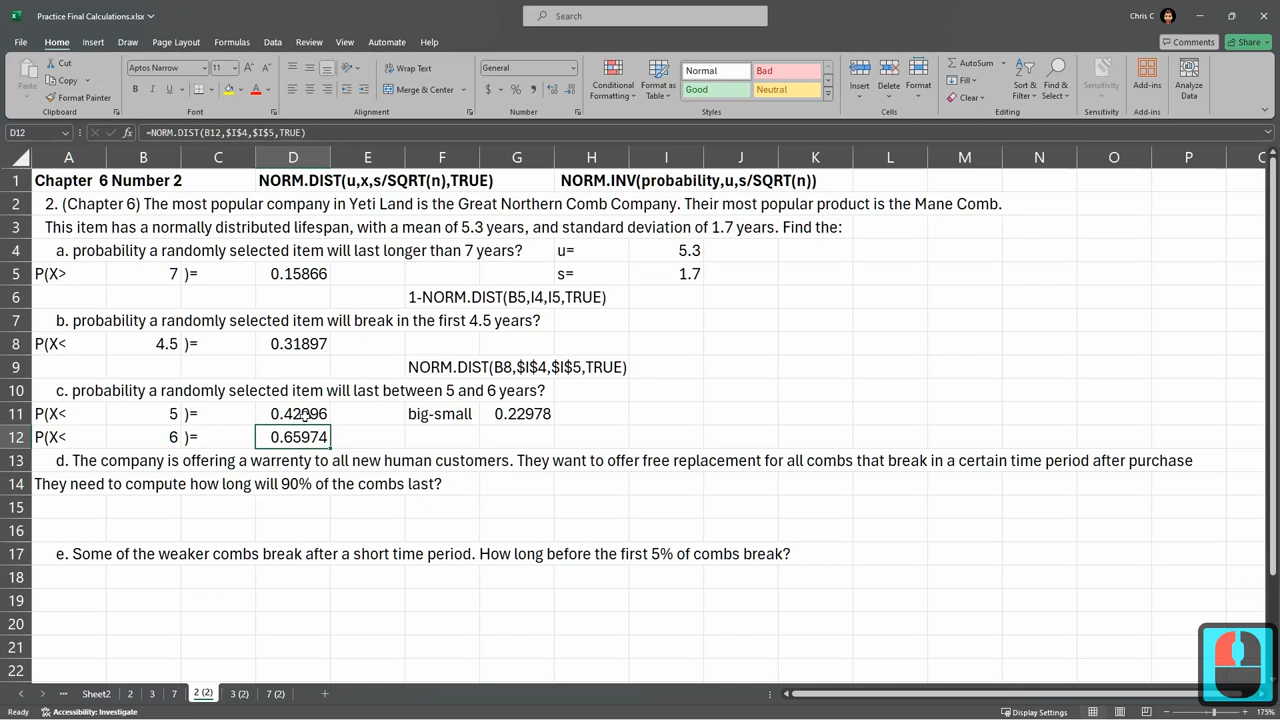 Practice Final Calculations.xlsx
Search
Chris C
File Home Insert Draw Page Layout Formulas Data Review View Automate Help
Comments Share
Paste
Cut
Copy
Format Painter
Clipboard
Aptos Narrow 11
B I U
Font
Wrap Text
Merge & Center
Alignment
General
$ % ,
Number
Conditional Formatting
Format as Table
Normal Bad
Good Neutral
Styles
Insert Delete Format
Cells
AutoSum
Fill
Clear
Sort & Filter
Find & Select
Editing
Sensitivity
Sensitivity
Add-ins
Add-ins
Analyze Data
D12 =NORM.DIST(B12,$I$4,$I$5,TRUE)
A B C D E F G H I J K L M N O P
1 Chapter 6 Number 2 NORM.DIST(u,x,s/SQRT(n),TRUE) NORM.INV(probability,u,s/SQRT(n))
2 2. (Chapter 6) The most popular company in Yeti Land is the Great Northern Comb Company. Their most popular product is the Mane Comb.
3 This item has a normally distributed lifespan, with a mean of 5.3 years, and standard deviation of 1.7 years. Find the:
4 a. probability a randomly selected item will last longer than 7 years? u= 5.3
5 P(X> 7 )= 0.15866 s= 1.7
6 1-NORM.DIST(B5,I4,I5,TRUE)
7 b. probability a randomly selected item will break in the first 4.5 years?
8 P(X< 4.5 )= 0.31897
9 NORM.DIST(B8,$I$4,$I$5,TRUE)
10 c. probability a randomly selected item will last between 5 and 6 years?
11 P(X< 5 )= 0.42996 big-small 0.22978
12 P(X< 6 )= 0.65974
13 d. The company is offering a warrenty to all new human customers. They want to offer free replacement for all combs that break in a certain time period after purchase
14 They need to compute how long will 90% of the combs last?
15
16
17 e. Some of the weaker combs break after a short time period. How long before the first 5% of combs break?
18
19
20
21
22
Sheet2 2 3 7 2 (2) 3 (2) 7 (2)
Ready Accessibility: Investigate Display Settings 175%